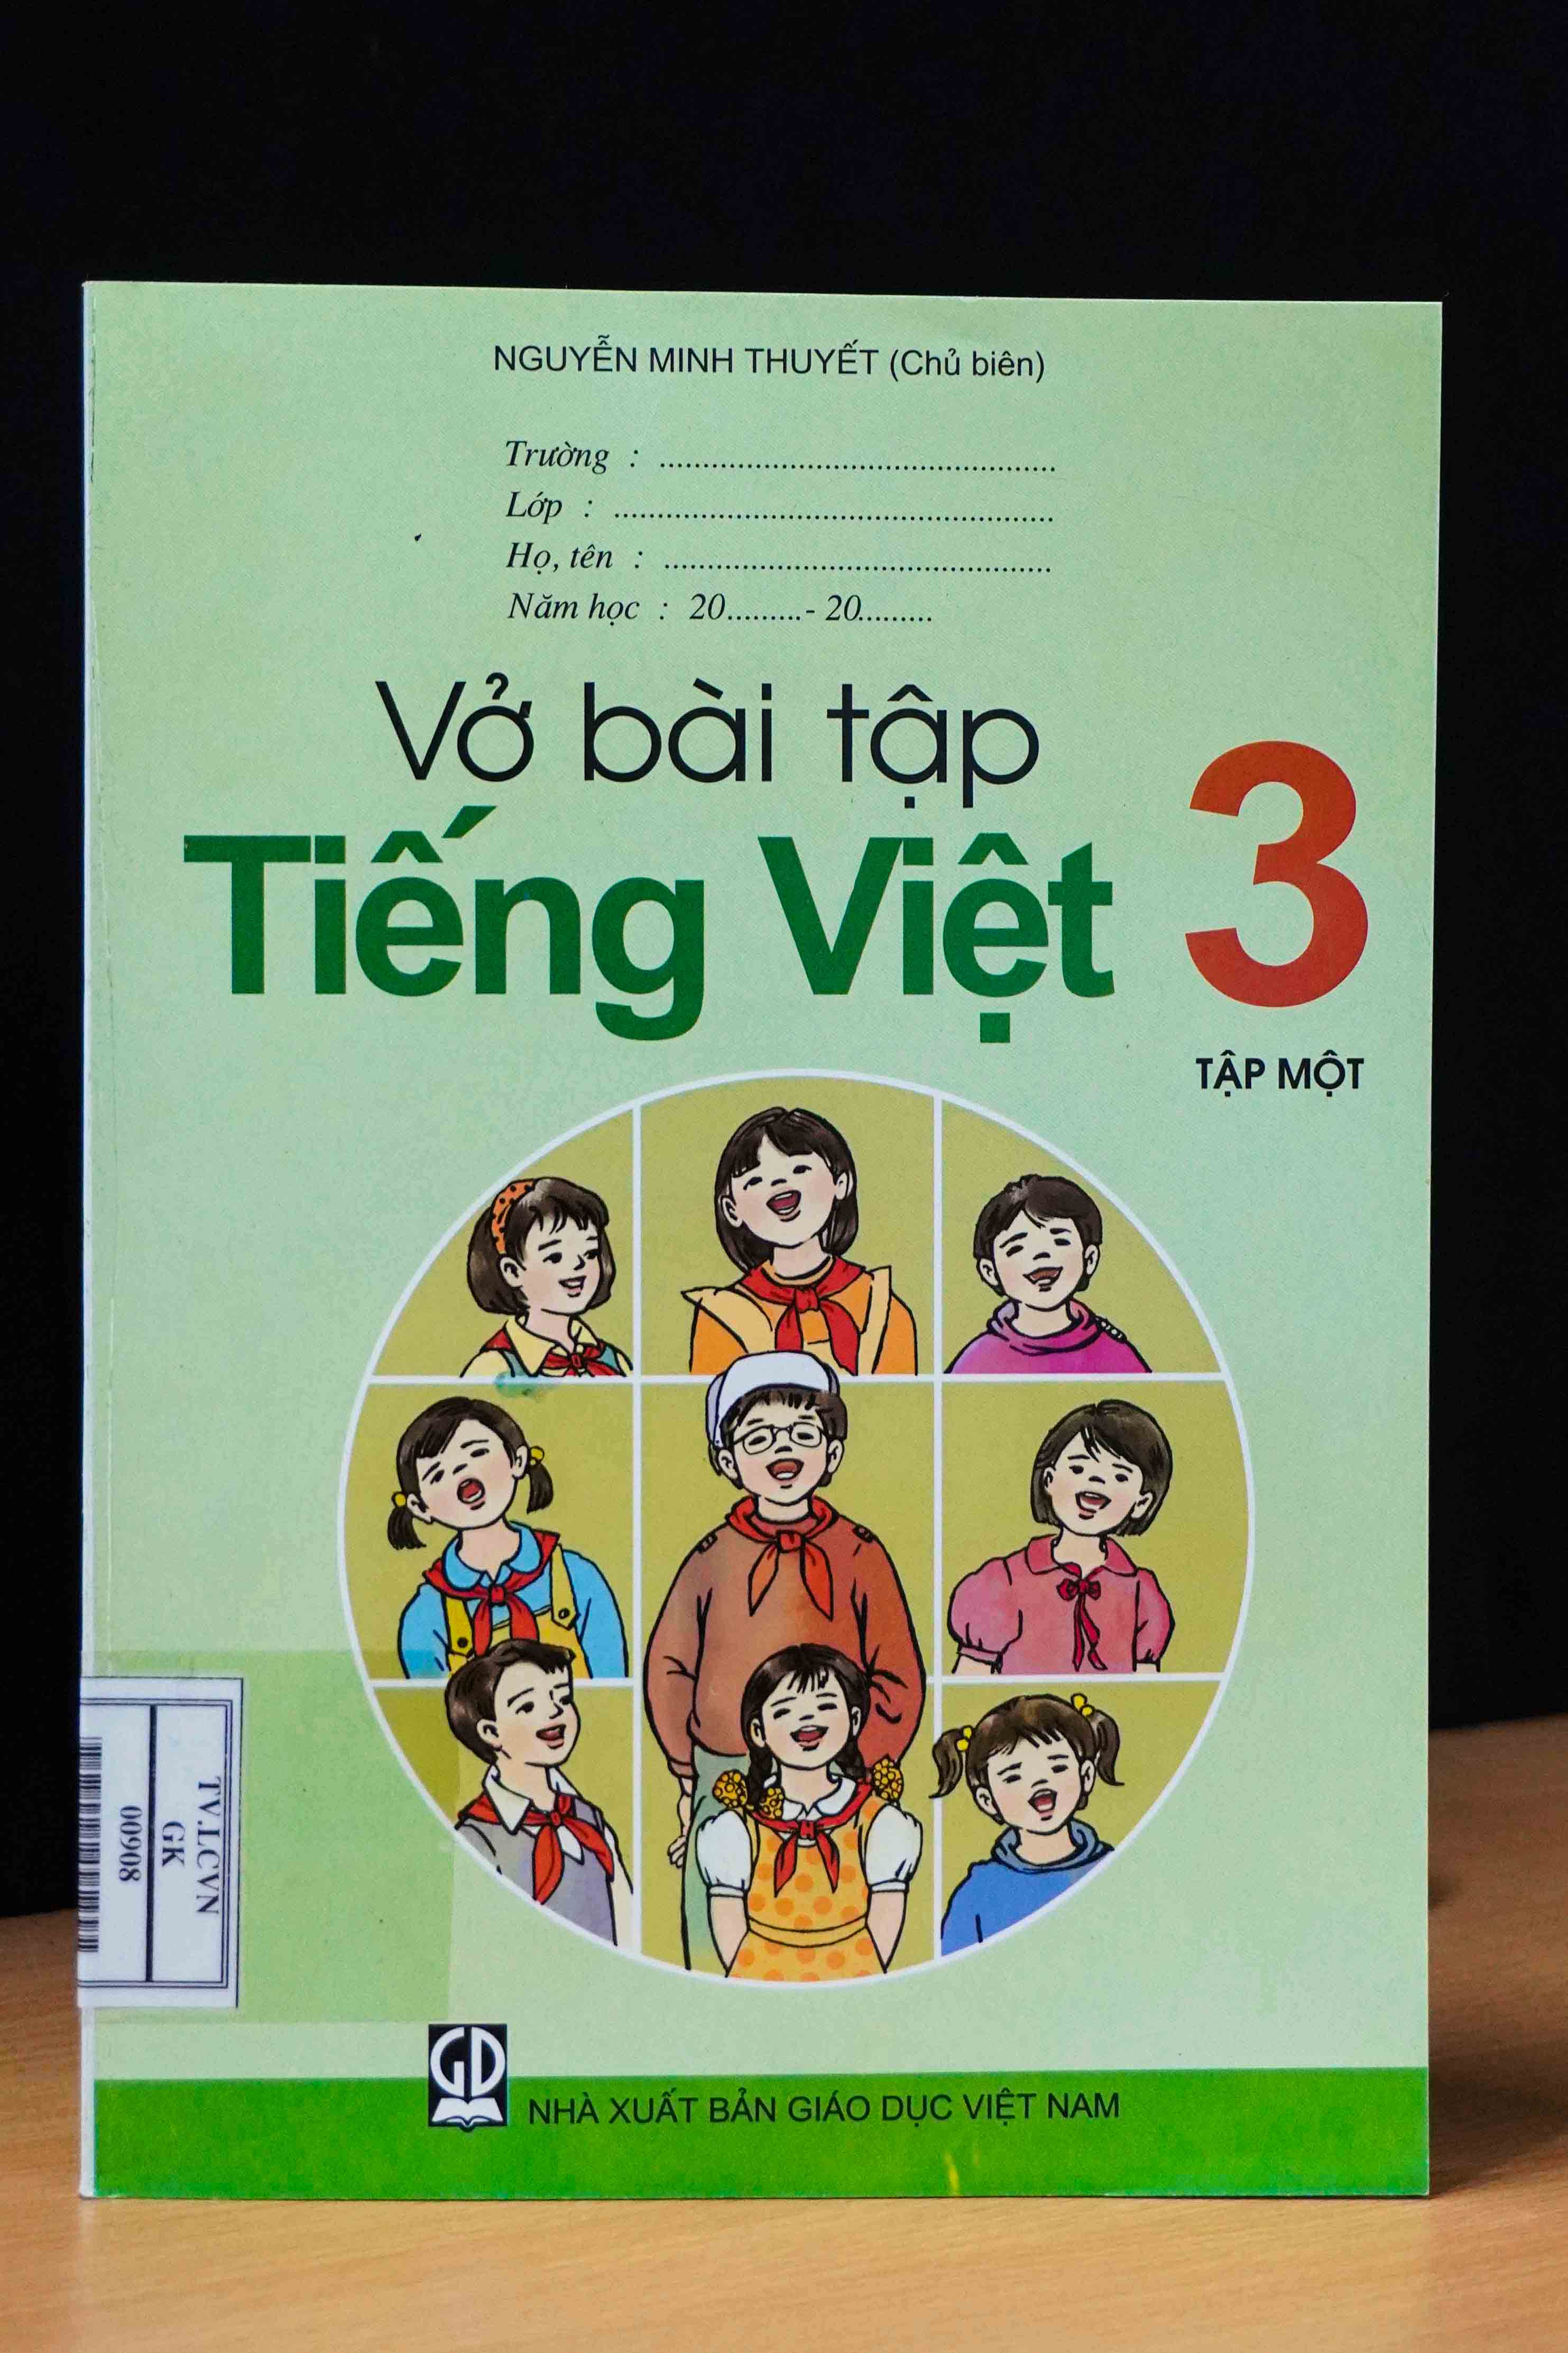 NGUYỄN MINH THUYẾT (Chủ biên)
Trường : ...............................................
Lớp : ....................................................
Họ, tên : ..............................................
Năm học : 20.........- 20.........
Vở bài tập
Tiếng Việt 3
TẬP MỘT
TV.LCVN
GK
00908
GD
NHÀ XUẤT BẢN GIÁO DỤC VIỆT NAM